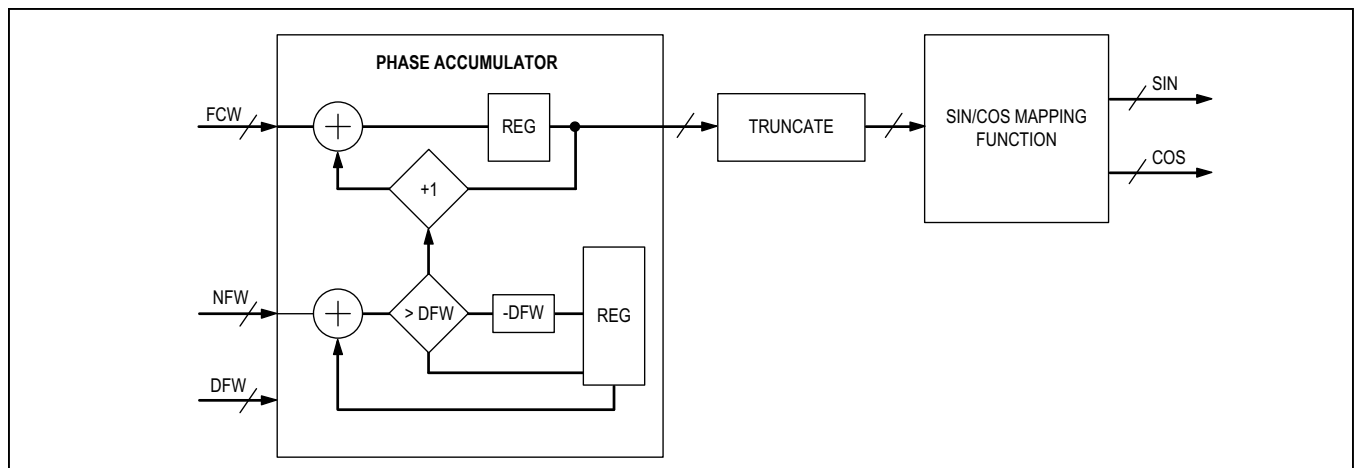 PHASE ACCUMULATOR
FCW
+
REG
TRUNCATE
SIN/COS MAPPING
FUNCTION
SIN
COS
+1
NFW
+
> DFW
-DFW
REG
DFW